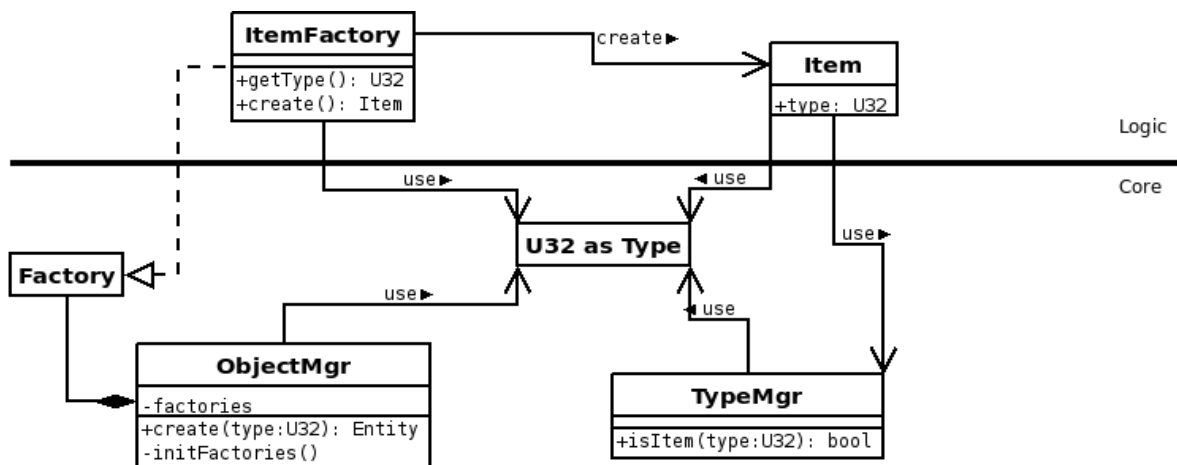 ItemFactory
+getType(): U32
+create(): Item
create►
Item
+type: U32
Logic
Core
use►
◄ use
U32 as Type
use►
Factory
use►
◄ use
ObjectMgr
-factories
+create(type:U32): Entity
-initFactories()
TypeMgr
+isItem(type:U32): bool